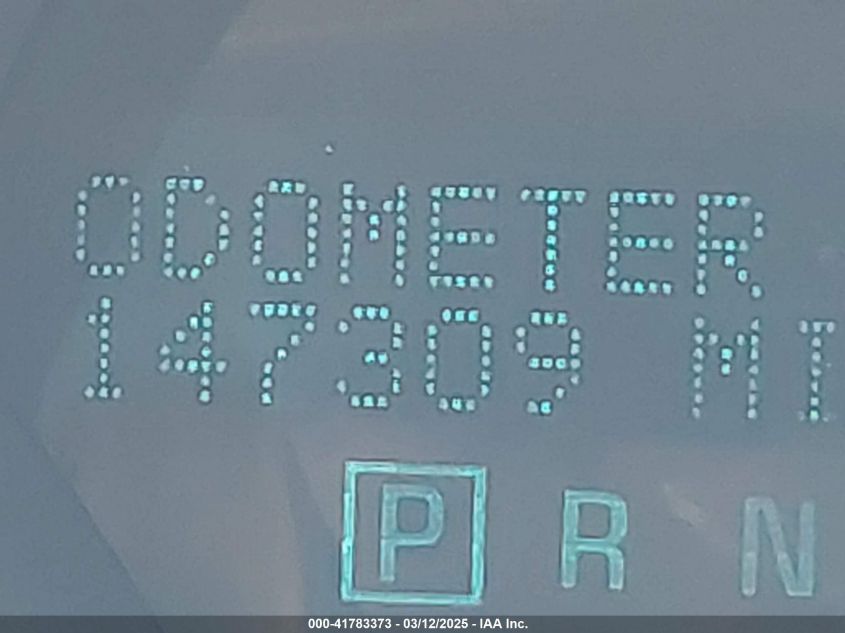 ODOMETER
147309 MI
P R N
000-41783373 - 03/12/2025 - IAA Inc.